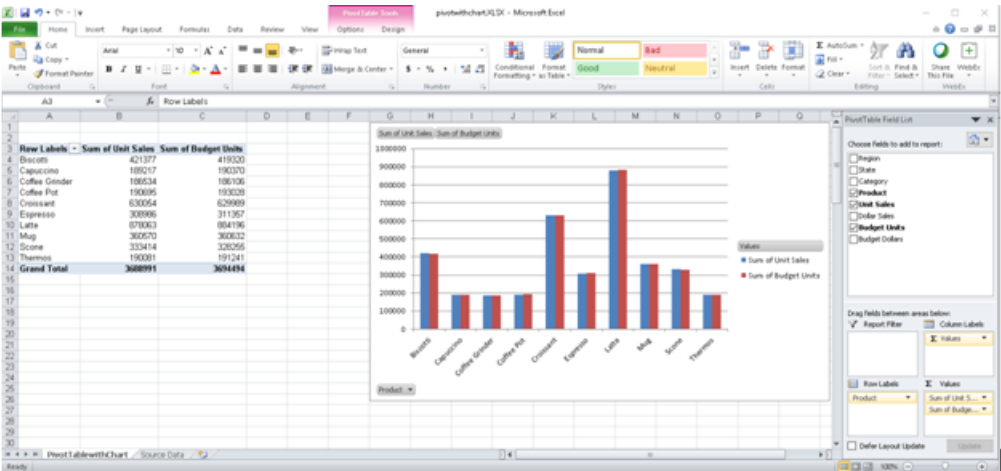 PivotTable Tools
pivotwithchart.XLSX - Microsoft Excel
File Home Insert Page Layout Formulas Data Review View Options Design
Cut
Copy
Format Painter
Paste
Clipboard
Arial 10
B I U
Font
Wrap Text
Merge & Center
Alignment
General
$ % ,
Number
Conditional Formatting
Format as Table
Normal Bad
Good Neutral
Styles
Insert Delete Format
Cells
AutoSum
Fill
Clear
Sort & Filter
Find & Select
Editing
Share This File
WebEx
WebEx
A3 fx Row Labels
A B C D E F G H I J K L M N O P Q
Row Labels Sum of Unit Sales Sum of Budget Units
Biscotti 421377 419320
Capuccino 189217 190370
Coffee Grinder 186534 186106
Coffee Pot 190695 193028
Croissant 630054 629989
Espresso 308986 311357
Latte 878063 884196
Mug 360570 360632
Scone 333414 328255
Thermos 190081 191241
Grand Total 3688991 3694494
Sum of Unit Sales Sum of Budget Units
1000000
900000
800000
700000
600000
500000
400000
300000
200000
100000
0
Biscotti Capuccino Coffee Grinder Coffee Pot Croissant Espresso Latte Mug Scone Thermos
Values
Sum of Unit Sales
Sum of Budget Units
Product
PivotTable Field List
Choose fields to add to report:
Region
State
Category
Product
Unit Sales
Dollar Sales
Budget Units
Budget Dollars
Drag fields between areas below:
Report Filter Column Labels
Σ Values
Row Labels Σ Values
Product Sum of Unit S...
Sum of Budge...
Defer Layout Update Update
PivotTablewithChart Source Data
Ready 100%